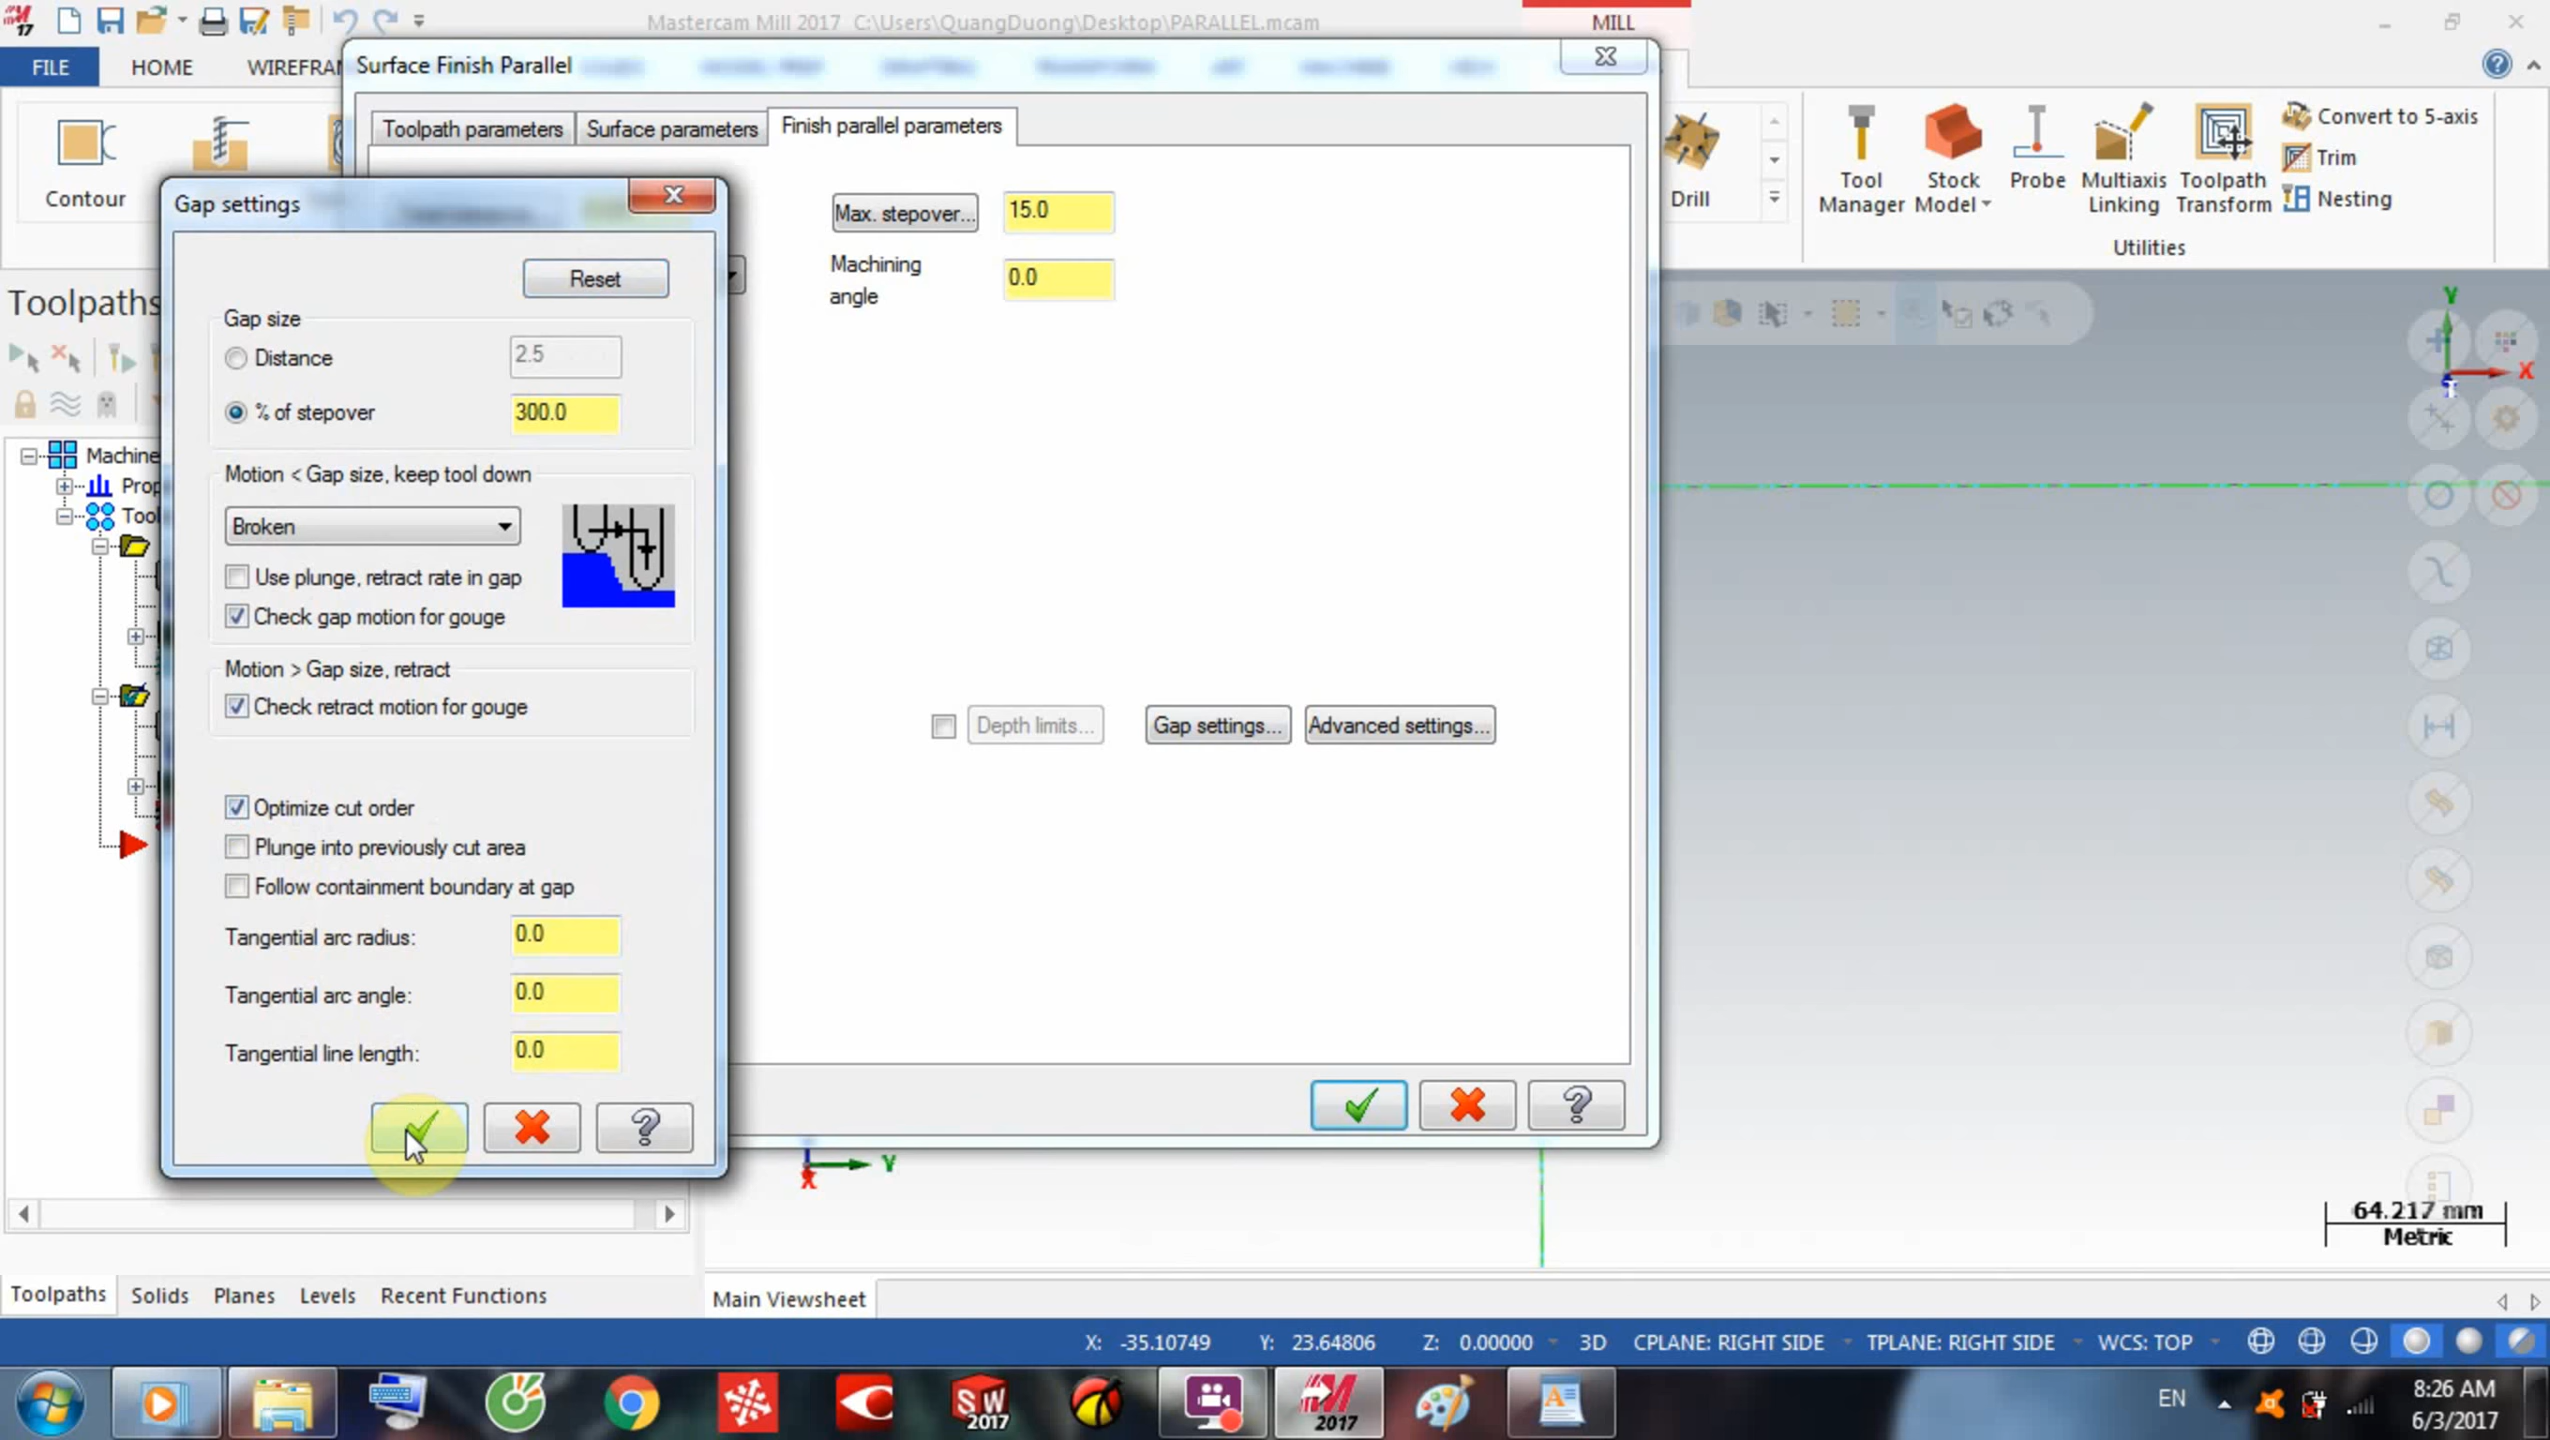 Mastercam Mill 2017 C:\Users\QuangDuong\Desktop\PARALLEL.mcam
MILL
FILE
HOME
Surface Finish Parallel
Toolpath parameters
Surface parameters
Finish parallel parameters
Contour
Drill
Tool Manager
Stock Model
Probe
Multiaxis Linking
Toolpath Transform
Convert to 5-axis
Trim
Nesting
Utilities
Max. stepover...
15.0
Machining angle
0.0
Depth limits...
Gap settings...
Advanced settings...
Gap settings
Reset
Gap size
Distance
2.5
% of stepover
300.0
Motion < Gap size, keep tool down
Broken
Use plunge, retract rate in gap
Check gap motion for gouge
Motion > Gap size, retract
Check retract motion for gouge
Optimize cut order
Plunge into previously cut area
Follow containment boundary at gap
Tangential arc radius:
0.0
Tangential arc angle:
0.0
Tangential line length:
0.0
Toolpaths
Machine
Prop
Tool
Y
X
Y
X
64.217 mm
Metric
Toolpaths
Solids
Planes
Levels
Recent Functions
Main Viewsheet
X: -35.10749
Y: 23.64806
Z: 0.00000
3D
CPLANE: RIGHT SIDE
TPLANE: RIGHT SIDE
WCS: TOP
SW
2017
2017
EN
8:26 AM
6/3/2017